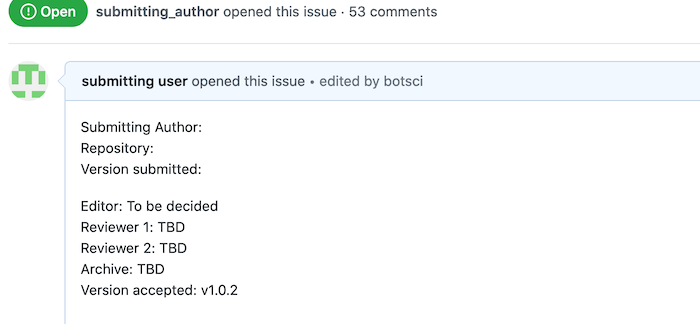 Open submitting_author opened this issue · 53 comments
submitting user opened this issue • edited by botsci
Submitting Author:
Repository:
Version submitted:
Editor: To be decided
Reviewer 1: TBD
Reviewer 2: TBD
Archive: TBD
Version accepted: v1.0.2